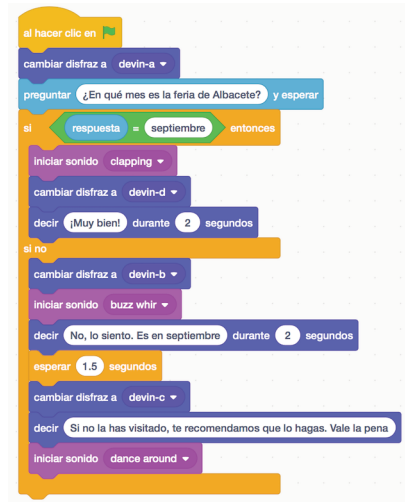 al hacer clic en
cambiar disfraz a devin-a
preguntar ¿En qué mes es la feria de Albacete? y esperar
si respuesta = septiembre entonces
iniciar sonido clapping
cambiar disfraz a devin-d
decir ¡Muy bien! durante 2 segundos
si no
cambiar disfraz a devin-b
iniciar sonido buzz whir
decir No, lo siento. Es en septiembre durante 2 segundos
esperar 1.5 segundos
cambiar disfraz a devin-c
decir Si no la has visitado, te recomendamos que lo hagas. Vale la pena
iniciar sonido dance around